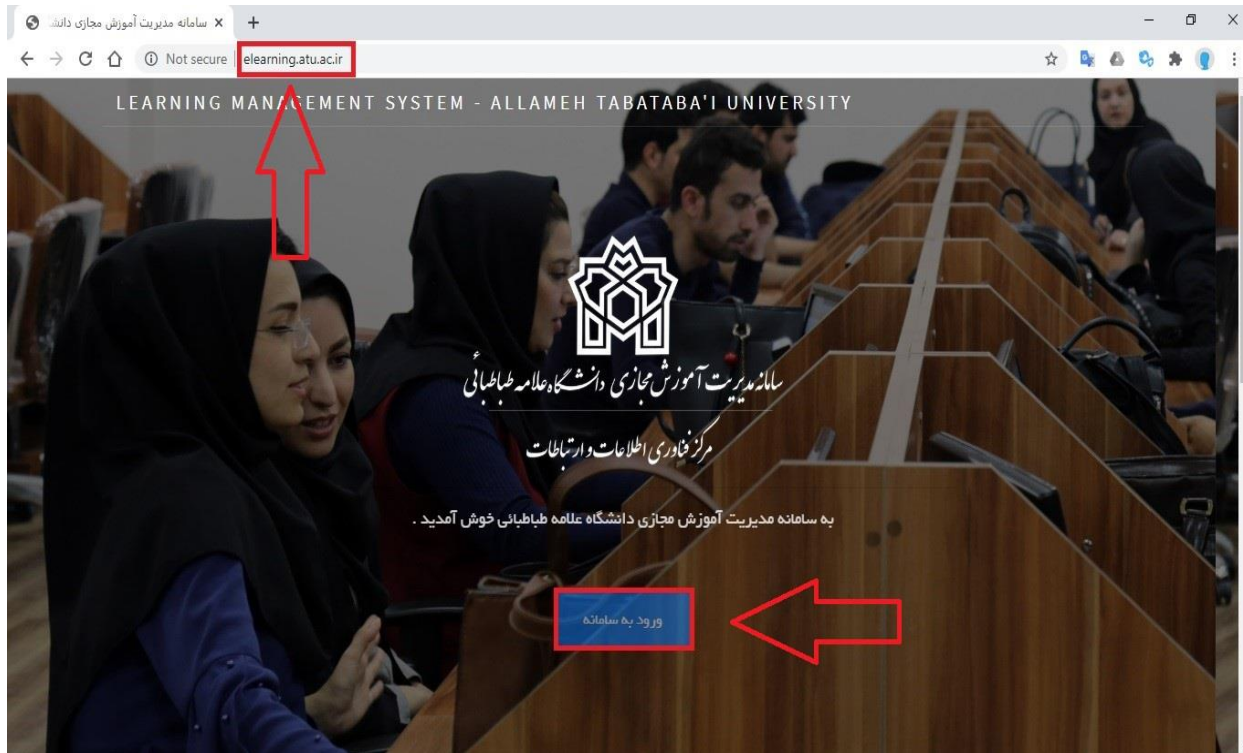 سامانه مدیریت آموزش مجازی دانش
Not secure
elearning.atu.ac.ir
LEARNING MANAGEMENT SYSTEM - ALLAMEH TABATABA'I UNIVERSITY
سامانه مدیریت آموزش مجازی دانشگاه علامه طباطبائی
مرکز فناوری اطلاعات و ارتباطات
به سامانه مدیریت آموزش مجازی دانشگاه علامه طباطبائی خوش آمدید .
ورود به سامانه